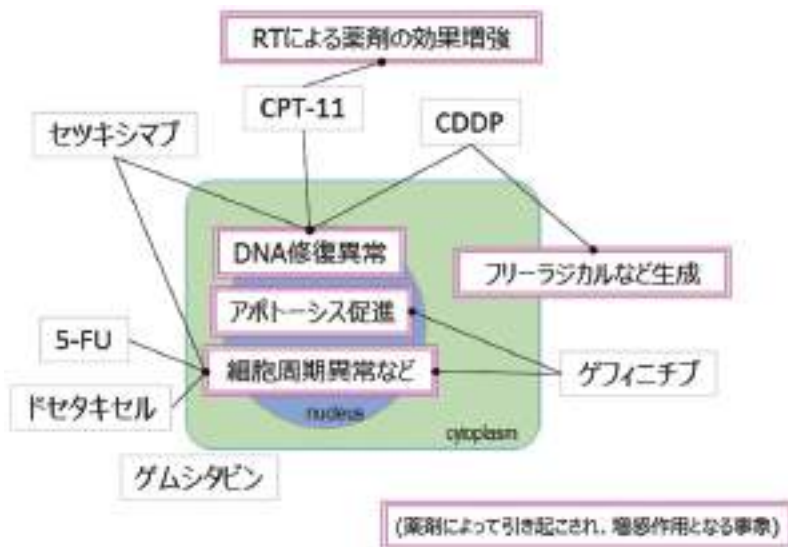 RTによる薬剤の効果増強
CPT-11
CDDP
セツキシマブ
DNA修復異常
フリーラジカルなど生成
アポトーシス促進
5-FU
細胞周期異常など
ゲフィニチブ
ドセタキセル
nucleus
cytoplasm
ゲムシタビン
(薬剤によって引き起こされ、増感作用となる事象)